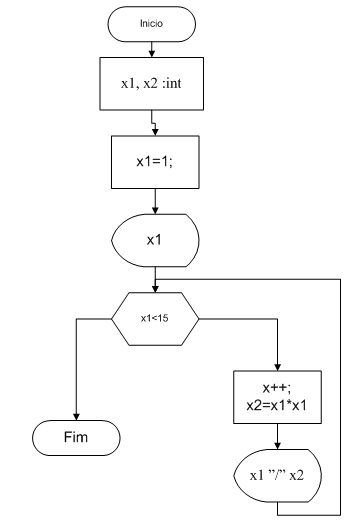 Inicio
x1, x2 :int
x1=1;
x1
x1<15
x++;
x2=x1*x1
Fim
x1 ”/” x2